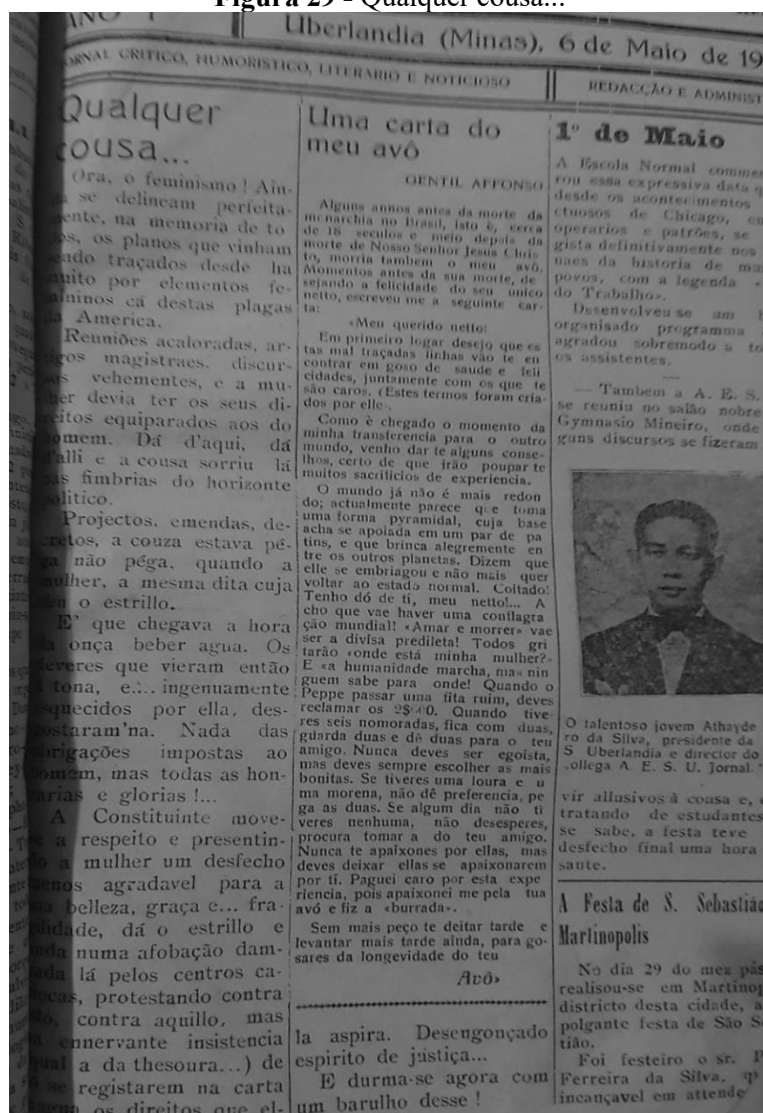 Figura 29 - Qualquer cousa...
ANO
Uberlandia (Minas), 6 de Maio de 19
JORNAL CRITICO, HUMORISTICO, LITERARIO E NOTICIOSO
REDACÇÃO E ADMINIST
Qualquer
cousa...
Ora, o feminismo! Ain-
da se delineam perfeita-
mente, na memoria de to
dos, os planos que vinham
sendo traçados desde ha
muito por elementos fe-
mininos cá destas plagas
da America.
Reuniões acaloradas, ar-
tigos magistraes, discur-
sos vehementes, e a mu-
lher devia ter os seus di-
reitos equiparados aos do
homem. Dá d'aqui, dá
d'alli e a cousa sorriu lá
nas fimbrias do horizonte
politico.
Projectos, emendas, de-
cretos, a couza estava pé-
ga não péga, quando a
mulher, a mesma dita cuja
deu o estrillo.
E' que chegava a hora
da onça beber agua. Os
deveres que vieram então
á tona, e... ingenuamente
esquecidos por ella, des-
gostaram'na. Nada das
obrigações impostas ao
homem, mas todas as hon-
rarias e glorias!...
A Constituinte move-
se a respeito e presentin-
do a mulher um desfecho
menos agradavel para a
sua belleza, graça e... fra-
gilidade, dá o estrillo e
anda numa afobação dam-
nada lá pelos centros ca-
riocas, protestando contra
isto, contra aquillo, mas
a ennervante insistencia
(qual a da thesoura...) de
só se registarem na carta
magna os direitos que el-
Uma carta do
meu avô
GENTIL AFFONSO
Alguns annos antes da morte da
monarchia no Brasil, isto é, cerca
de 18 seculos e meio depois da
morte de Nosso Senhor Jesus Chris
to, morria tambem o meu avô.
Momentos antes da sua morte, de
sejando a felicidade do seu unico
netto, escreveu me a seguinte car-
ta:
«Meu querido netto:
Em primeiro logar desejo que es
tas mal traçadas linhas vão te en
contrar em goso de saude e feli
cidades, juntamente com os que te
são caros. (Estes termos foram cria-
dos por elle).
Como è chegado o momento da
minha transferencia para o outro
mundo, venho dar te alguns conse-
lhos, certo de que irão poupar te
muitos sacrificios de experiencia.
O mundo já não é mais redon
do; actualmente parece que toma
uma forma pyramidal, cuja base
acha se apoiada em um par de pa
tins, e que brinca alegremente en
tre os outros planetas. Dizem que
elle se embriagou e não mais quer
voltar ao estado normal. Coitado!
Tenho dó de ti, meu netto!... A
cho que vae haver uma conflagra
ção mundial! «Amar e morrer» vae
ser a divisa predileta! Todos gri
tarão «onde está minha mulher?»
E «a humanidade marcha, mas nin
guem sabe para onde! Quando o
Peppe passar uma fita ruim, deves
reclamar os Quando tive-
res seis nomoradas, fica com duas,
guarda duas e dê duas para o teu
amigo. Nunca deves ser egoista,
mas deves sempre escolher as mais
bonitas. Se tiveres uma loura e u
ma morena, não dê preferencia, pe
ga as duas. Se algum dia não ti
veres nenhuma, não desesperes,
procura tomar a do teu amigo.
Nunca te apaixones por ellas, mas
deves deixar ellas se apaixonarem
por ti. Paguei caro por esta expe
riencia, pois apaixonei me pela tua
avó e fiz a «burrada».
Sem mais peço te deitar tarde e
levantar mais tarde ainda, para go-
sares da longevidade do teu
Avô»
la aspira. Desengonçado
espirito de justiça...
E durma-se agora com
um barulho desse!
1º de Maio
A Escola Normal commem
rou essa expressiva data q
desde os acontecimentos
ctuosos de Chicago, en
operarios e patrões, se
gista definitivamente nos
naes da historia de mui
povos, com a legenda «
do Trabalho».
Desenvolveu se um
organisado programma
agradou sobremodo a to
os assistentes.
— Tambem a A. E. S.
se reuniu no salão nobre
Gymnasio Mineiro, onde
guns discursos se fizeram
O talentoso jovem Athayde
ro da Silva, presidente da
S Uberlandia e director do
collega A. E. S. U. Jornal.
vir allusivos à cousa e,
tratando de estudantes
se sabe, a festa teve
desfecho final uma hora
sante.
A Festa de S. Sebastião
Martinopolis
No dia 29 do mez pás
realisou-se em Martinop
districto desta cidade, a
polgante festa de São S
tião.
Foi festeiro o sr.
Ferreira da Silva, q
incançavel em attende